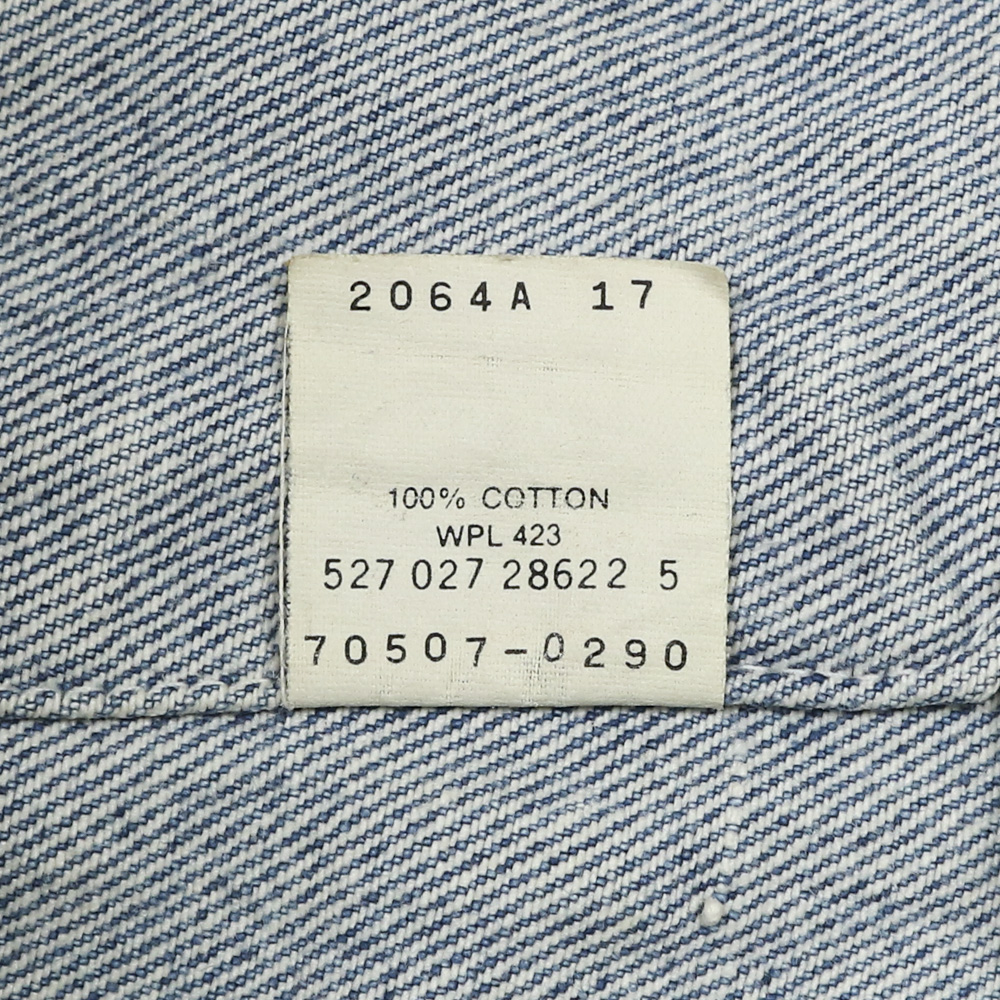 2064A 17
100% COTTON
WPL 423
527 027 28622 5
70507-0290